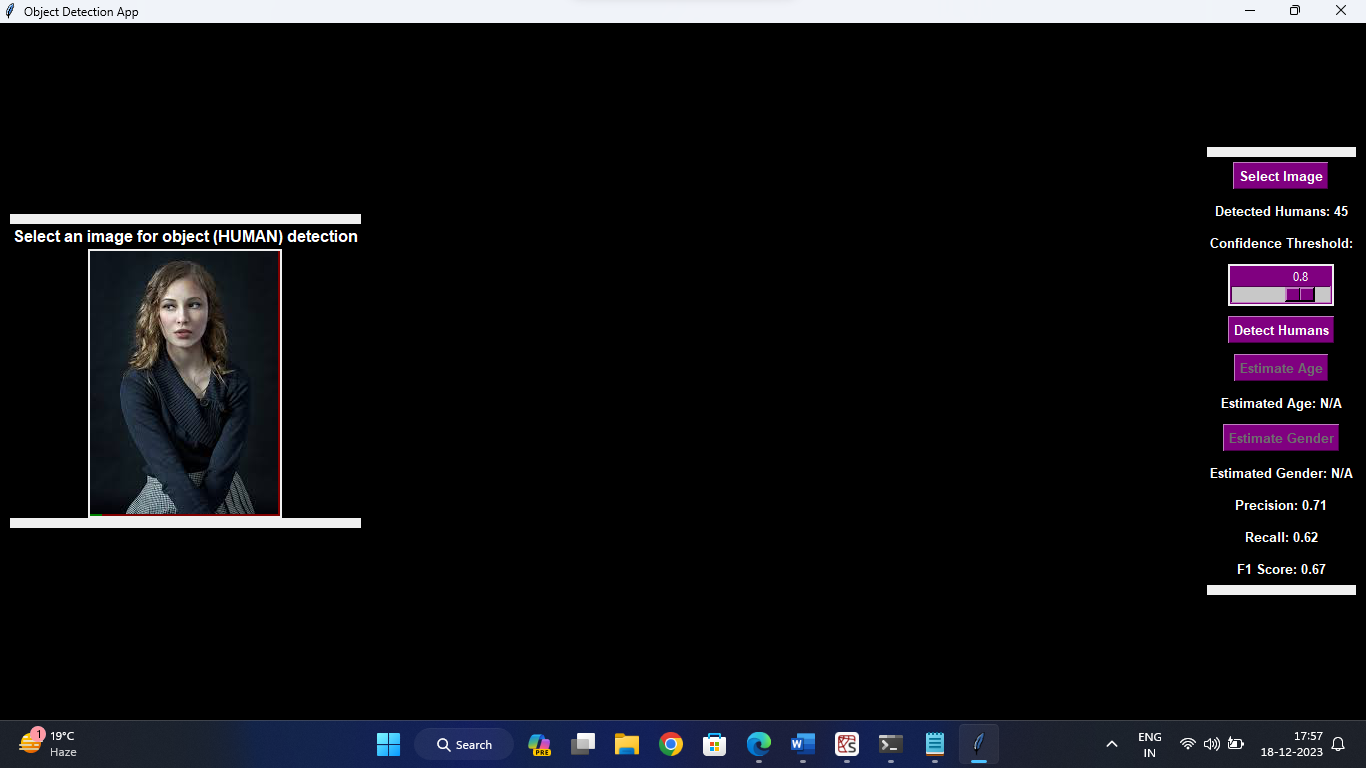 Object Detection App
Select an image for object (HUMAN) detection
Select Image
Detected Humans: 45
Confidence Threshold:
0.8
Detect Humans
Estimate Age
Estimated Age: N/A
Estimate Gender
Estimated Gender: N/A
Precision: 0.71
Recall: 0.62
F1 Score: 0.67
1
19°C
Haze
Search
PRE
W
ENG
IN
17:57
18-12-2023